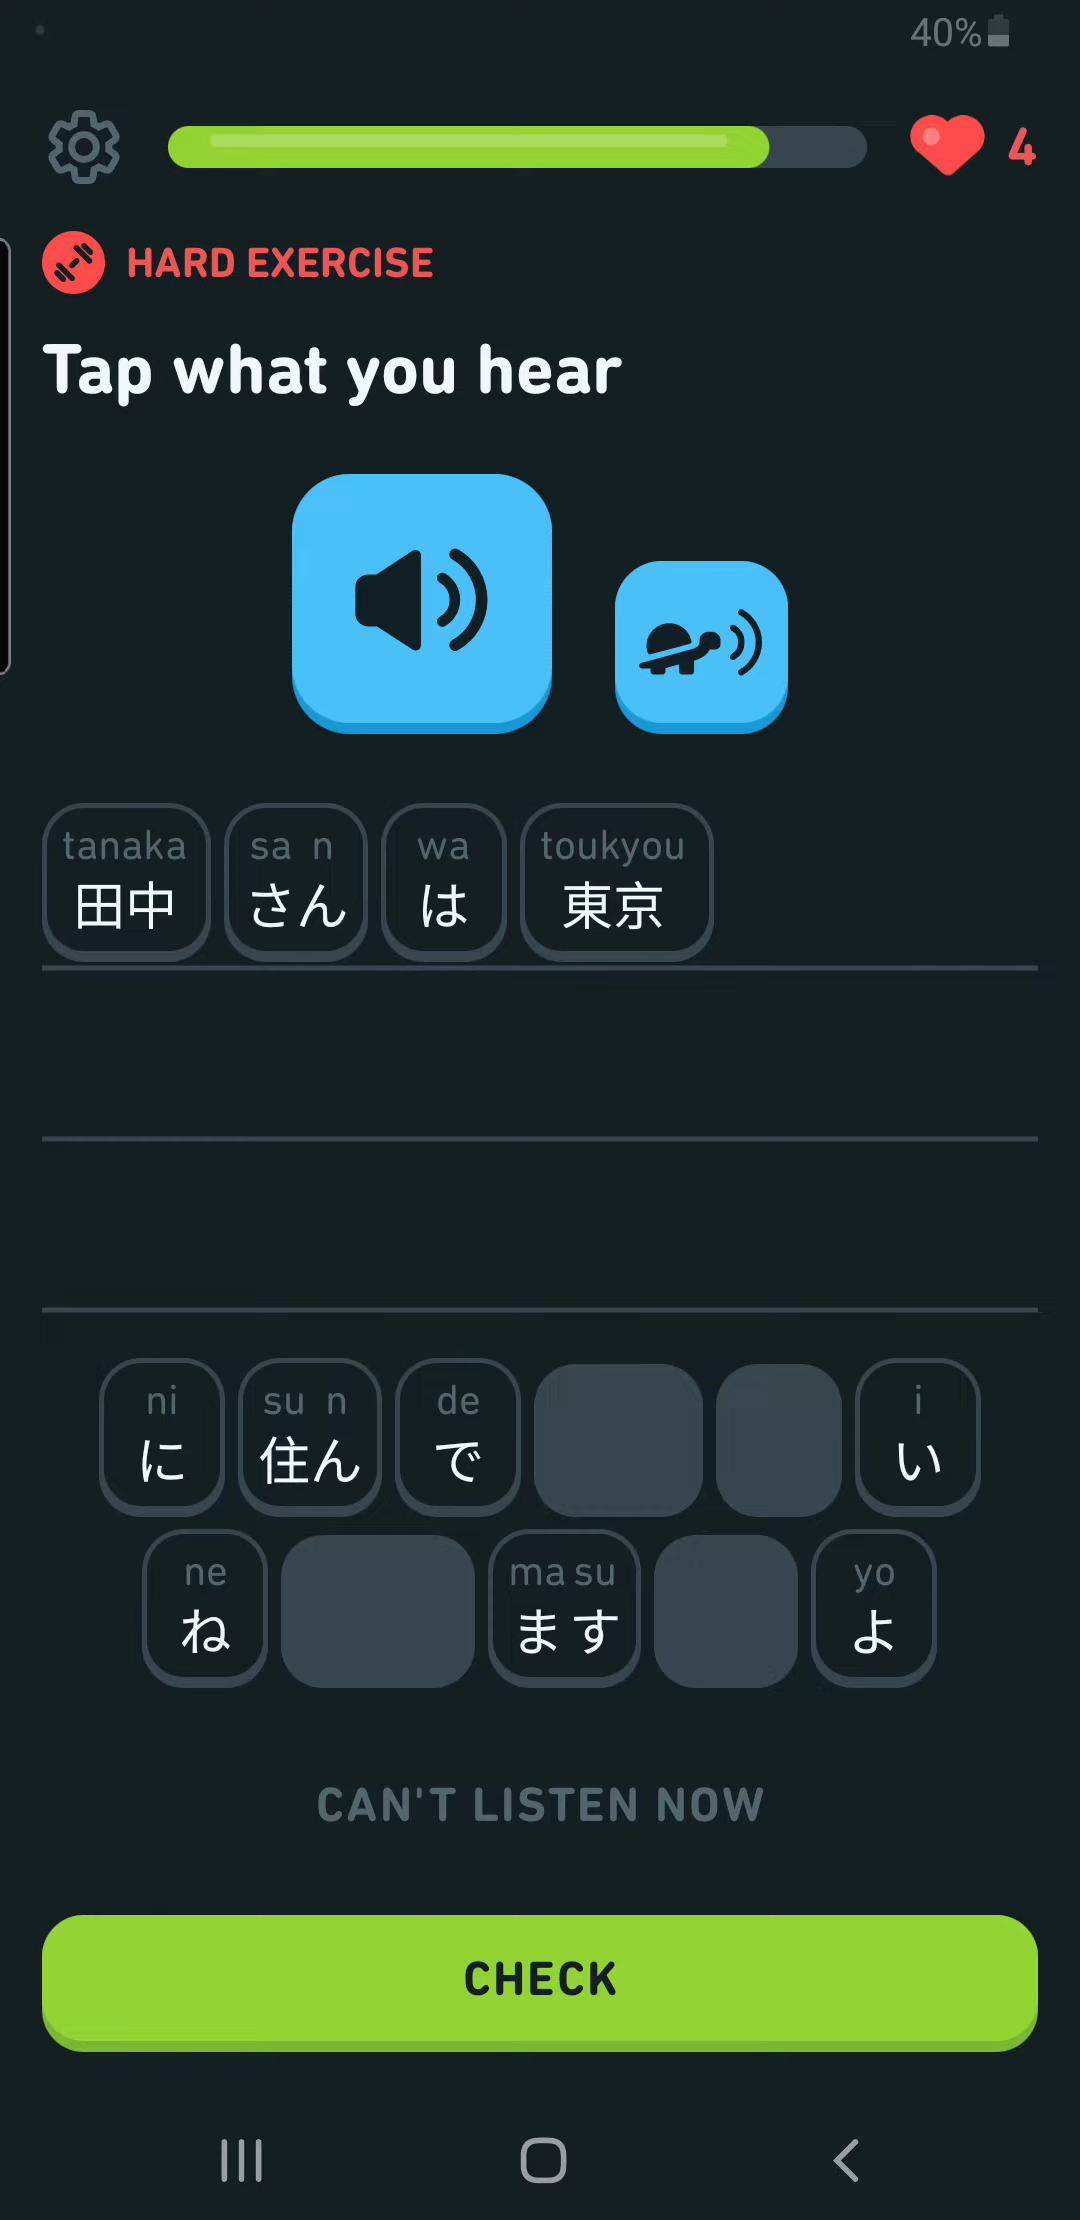 40%
4
HARD EXERCISE
Tap what you hear
tanaka sa n wa toukyou
田中 さん は 東京
ni su n de i
に 住ん で い
ne ma su yo
ね ます よ
CAN'T LISTEN NOW
CHECK